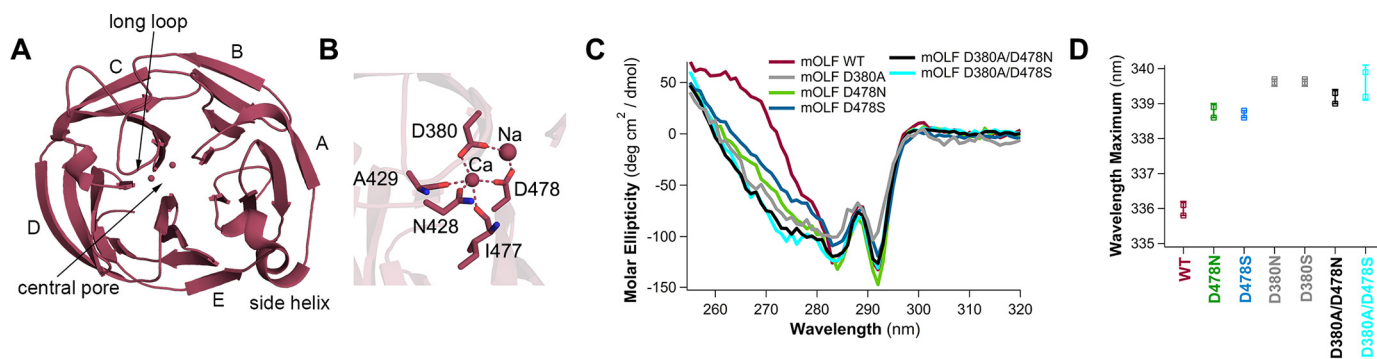 A
long loop
B
C
A
D
central pore
E
side helix
B
D380
Na
Ca
A429
D478
N428
I477
C
mOLF WT
mOLF D380A
mOLF D478N
mOLF D478S
mOLF D380A/D478N
mOLF D380A/D478S
Molar Ellipticity (deg cm² / dmol)
50
0
-50
-100
-150
260
270
280
290
300
310
320
Wavelength (nm)
D
Wavelength Maximum (nm)
340
339
338
336
335
WT
D478N
D478S
D380N
D380S
D380A/D478N
D380A/D478S